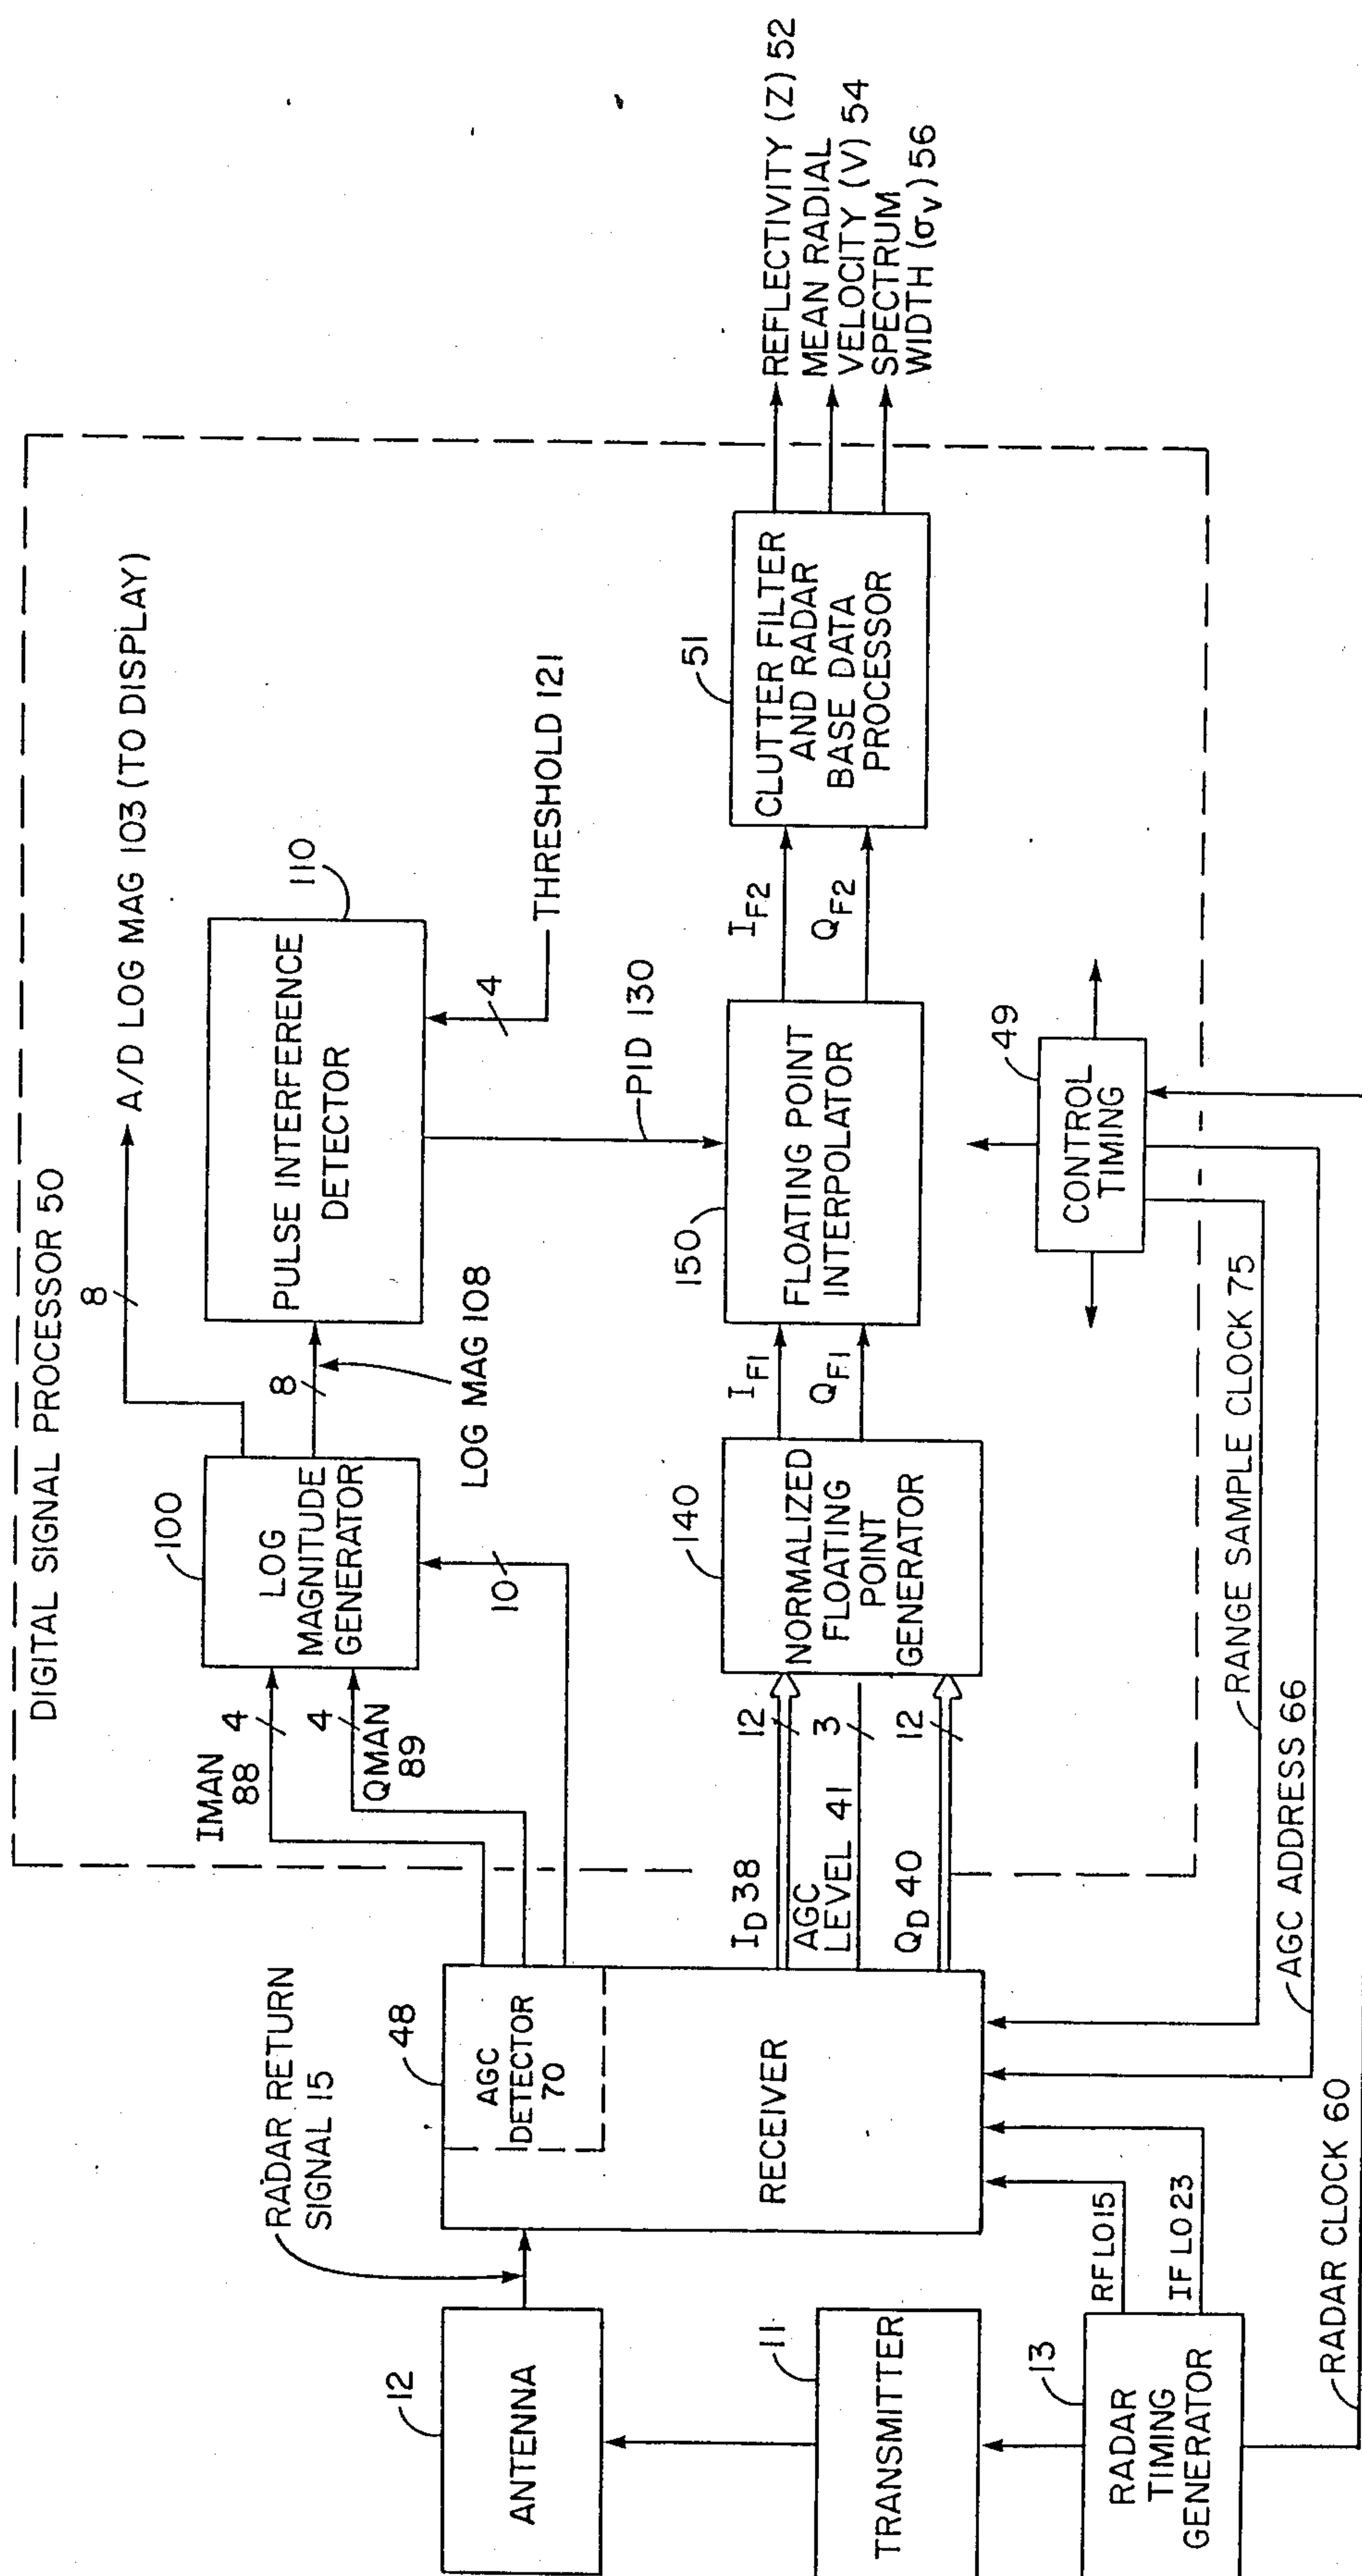 DIGITAL SIGNAL PROCESSOR 50
8
A/D LOG MAG 103 (TO DISPLAY)
IMAN
88
4
QMAN
89
4
100
LOG
MAGNITUDE
GENERATOR
10
8
LOG MAG 108
110
PULSE INTERFERENCE
DETECTOR
4
THRESHOLD 121
PID 130
RADAR RETURN
SIGNAL 15
12
ANTENNA
48
AGC
DETECTOR
70
RECEIVER
11
TRANSMITTER
13
RADAR
TIMING
GENERATOR
RF LO 15
IF LO 23
RADAR CLOCK 60
ID 38
12
AGC
LEVEL 41
3
QD 40
12
140
NORMALIZED
FLOATING
POINT
GENERATOR
IF1
QF1
150
FLOATING POINT
INTERPOLATOR
IF2
QF2
51
CLUTTER FILTER
AND RADAR
BASE DATA
PROCESSOR
REFLECTIVITY (Z) 52
MEAN RADIAL
VELOCITY (V) 54
SPECTRUM
WIDTH (σv) 56
49
CONTROL
TIMING
RANGE SAMPLE CLOCK 75
AGC ADDRESS 66